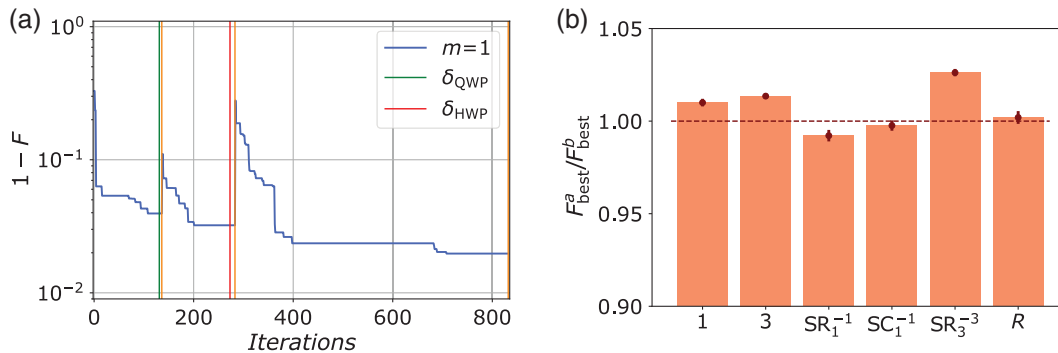 (a)
10⁰
10⁻¹
10⁻²
1 − F
0 200 400 600 800
Iterations
m=1
δ_QWP
δ_HWP
(b)
1.05
1.00
0.95
0.90
F^a_best/F^b_best
1 3 SR₁⁻¹ SC₁⁻¹ SR₃⁻³ R